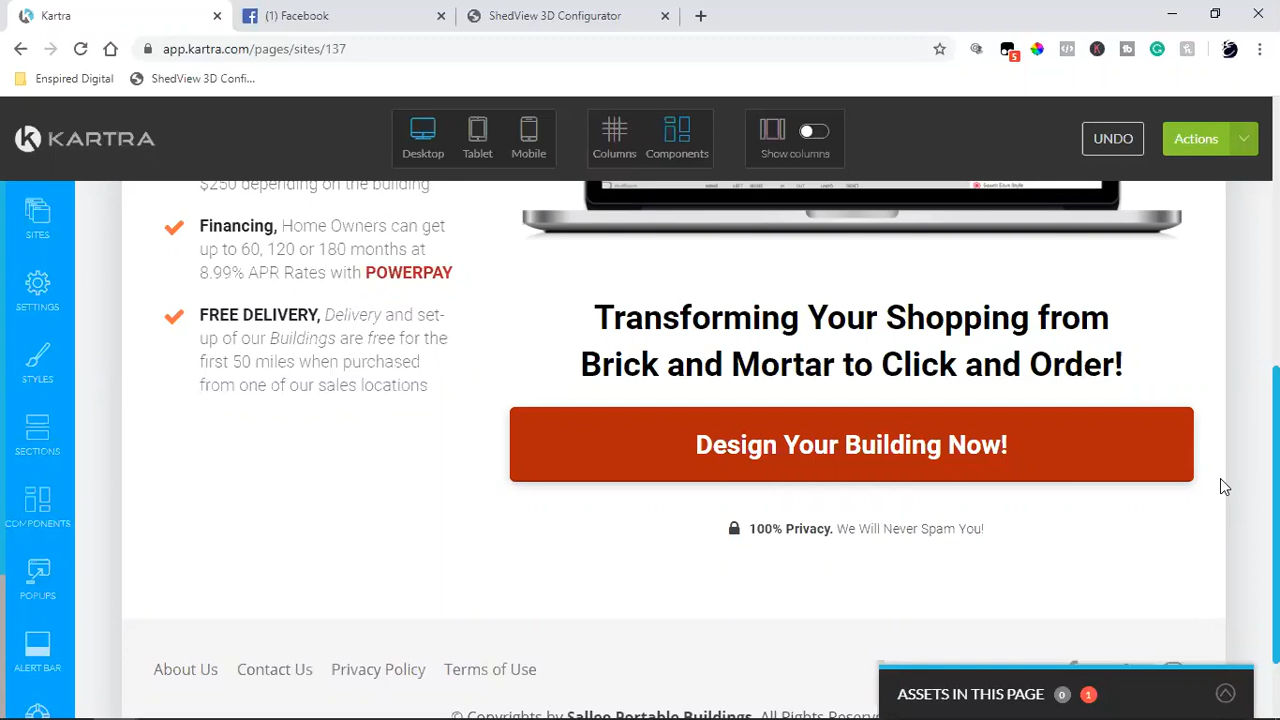 Kartra
(1) Facebook
ShedView 3D Configurator
app.kartra.com/pages/sites/137
5
Enspired Digital
ShedView 3D Confi...
KARTRA
Desktop
Tablet
Mobile
Columns
Components
Show columns
UNDO
Actions
SITES
SETTINGS
STYLES
SECTIONS
COMPONENTS
POPUPS
ALERT BAR
$250 depending on the building
Financing, Home Owners can get
up to 60, 120 or 180 months at
8.99% APR Rates with POWERPAY
FREE DELIVERY, Delivery and set-
up of our Buildings are free for the
first 50 miles when purchased
from one of our sales locations
Transforming Your Shopping from
Brick and Mortar to Click and Order!
Design Your Building Now!
100% Privacy. We Will Never Spam You!
About Us
Contact Us
Privacy Policy
Terms of Use
ASSETS IN THIS PAGE 0 1
© Copyrights by Sallee Portable Buildings. All Rights Reserve